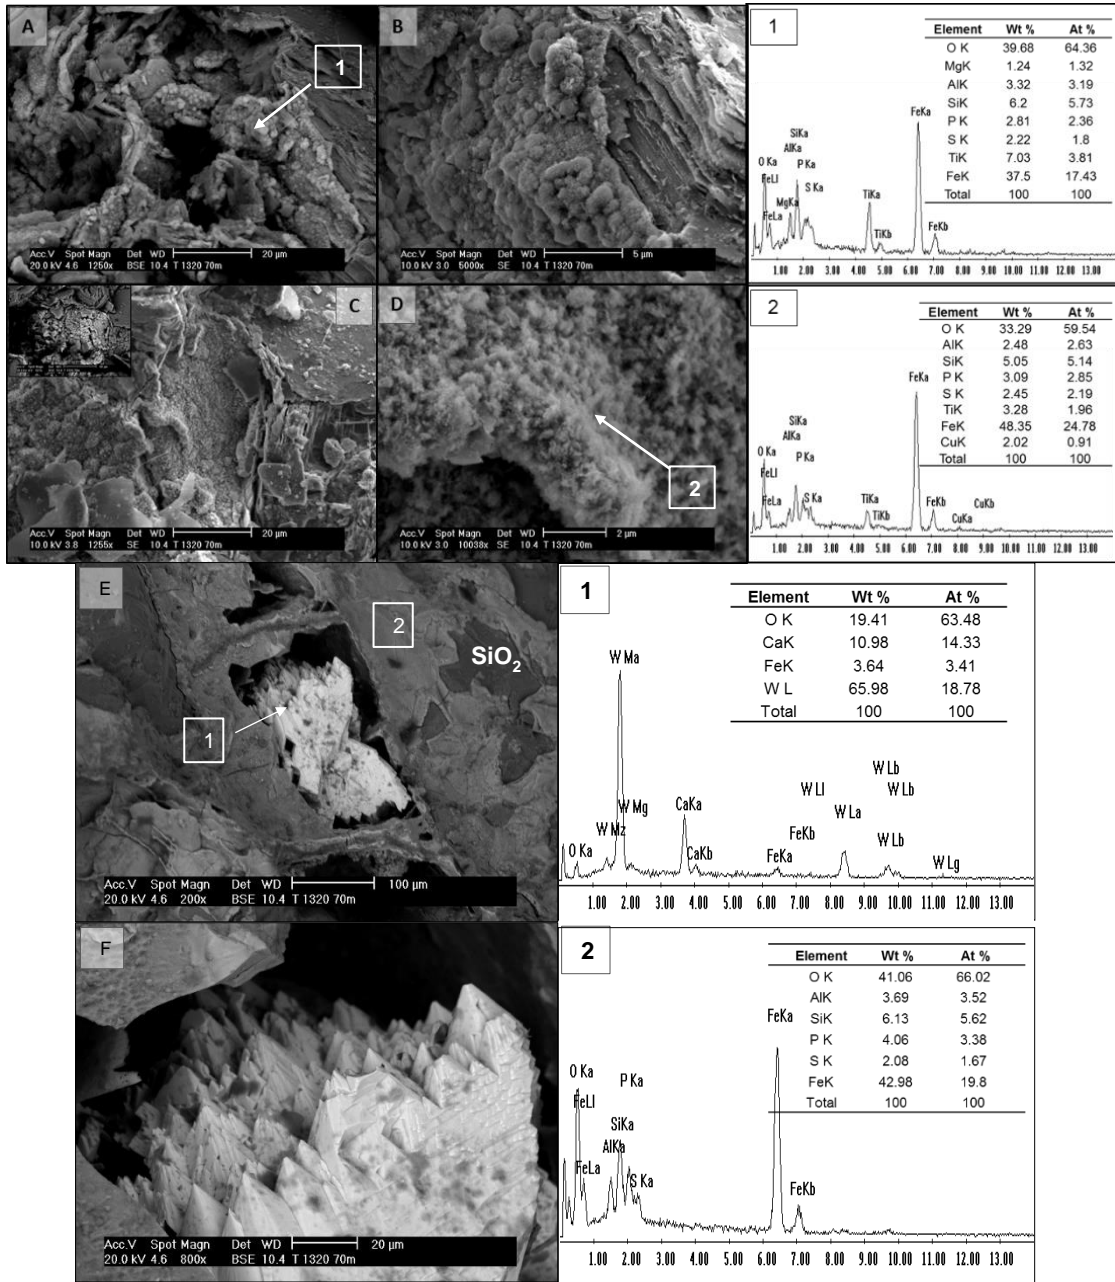 A
1
Acc.V Spot Magn Det WD 20 µm
20.0 kV 4.6 1250x BSE 10.4 T 1320 70m
B
Acc.V Spot Magn Det WD 5 µm
10.0 kV 3.0 5000x SE 10.4 T 1320 70m
1
Element Wt % At %
O K 39.68 64.36
MgK 1.24 1.32
AlK 3.32 3.19
SiK 6.2 5.73
P K 2.81 2.36
S K 2.22 1.8
TiK 7.03 3.81
FeK 37.5 17.43
Total 100 100
FeKa
SiKa
AlKa
P Ka
O Ka
FeLl
S Ka
MgKa
FeLa
TiKa
TiKb
FeKb
1.00 2.00 3.00 4.00 5.00 6.00 7.00 8.00 9.00 10.00 11.00 12.00 13.00
C
Acc.V Spot Magn Det WD 20 µm
10.0 kV 3.8 1255x SE 10.4 T 1320 70m
D
2
Acc.V Spot Magn Det WD 2 µm
10.0 kV 3.0 10038x SE 10.4 T 1320 70m
2
Element Wt % At %
O K 33.29 59.54
AlK 2.48 2.63
SiK 5.05 5.14
P K 3.09 2.85
S K 2.45 2.19
TiK 3.28 1.96
FeK 48.35 24.78
CuK 2.02 0.91
Total 100 100
FeKa
SiKa
AlKa
O Ka P Ka
FeLl
FeLa S Ka
TiKa
TiKb
FeKb
CuKa
CuKb
1.00 2.00 3.00 4.00 5.00 6.00 7.00 8.00 9.00 10.00 11.00 12.00 13.00
E
2
SiO2
1
Acc.V Spot Magn Det WD 100 µm
20.0 kV 4.6 200x BSE 10.4 T 1320 70m
1
Element Wt % At %
O K 19.41 63.48
CaK 10.98 14.33
FeK 3.64 3.41
W L 65.98 18.78
Total 100 100
W Ma
W Mg
W Mz
O Ka
CaKa
CaKb
FeKa
FeKb
W Ll
W La
W Lb
W Lb
W Lg
1.00 2.00 3.00 4.00 5.00 6.00 7.00 8.00 9.00 10.00 11.00 12.00 13.00
F
Acc.V Spot Magn Det WD 20 µm
20.0 kV 4.6 800x BSE 10.4 T 1320 70m
2
Element Wt % At %
O K 41.06 66.02
AlK 3.69 3.52
SiK 6.13 5.62
P K 4.06 3.38
S K 2.08 1.67
FeK 42.98 19.8
Total 100 100
FeKa
O Ka
P Ka
FeLl
SiKa
AlKa
FeLa
S Ka
FeKb
1.00 2.00 3.00 4.00 5.00 6.00 7.00 8.00 9.00 10.00 11.00 12.00 13.00